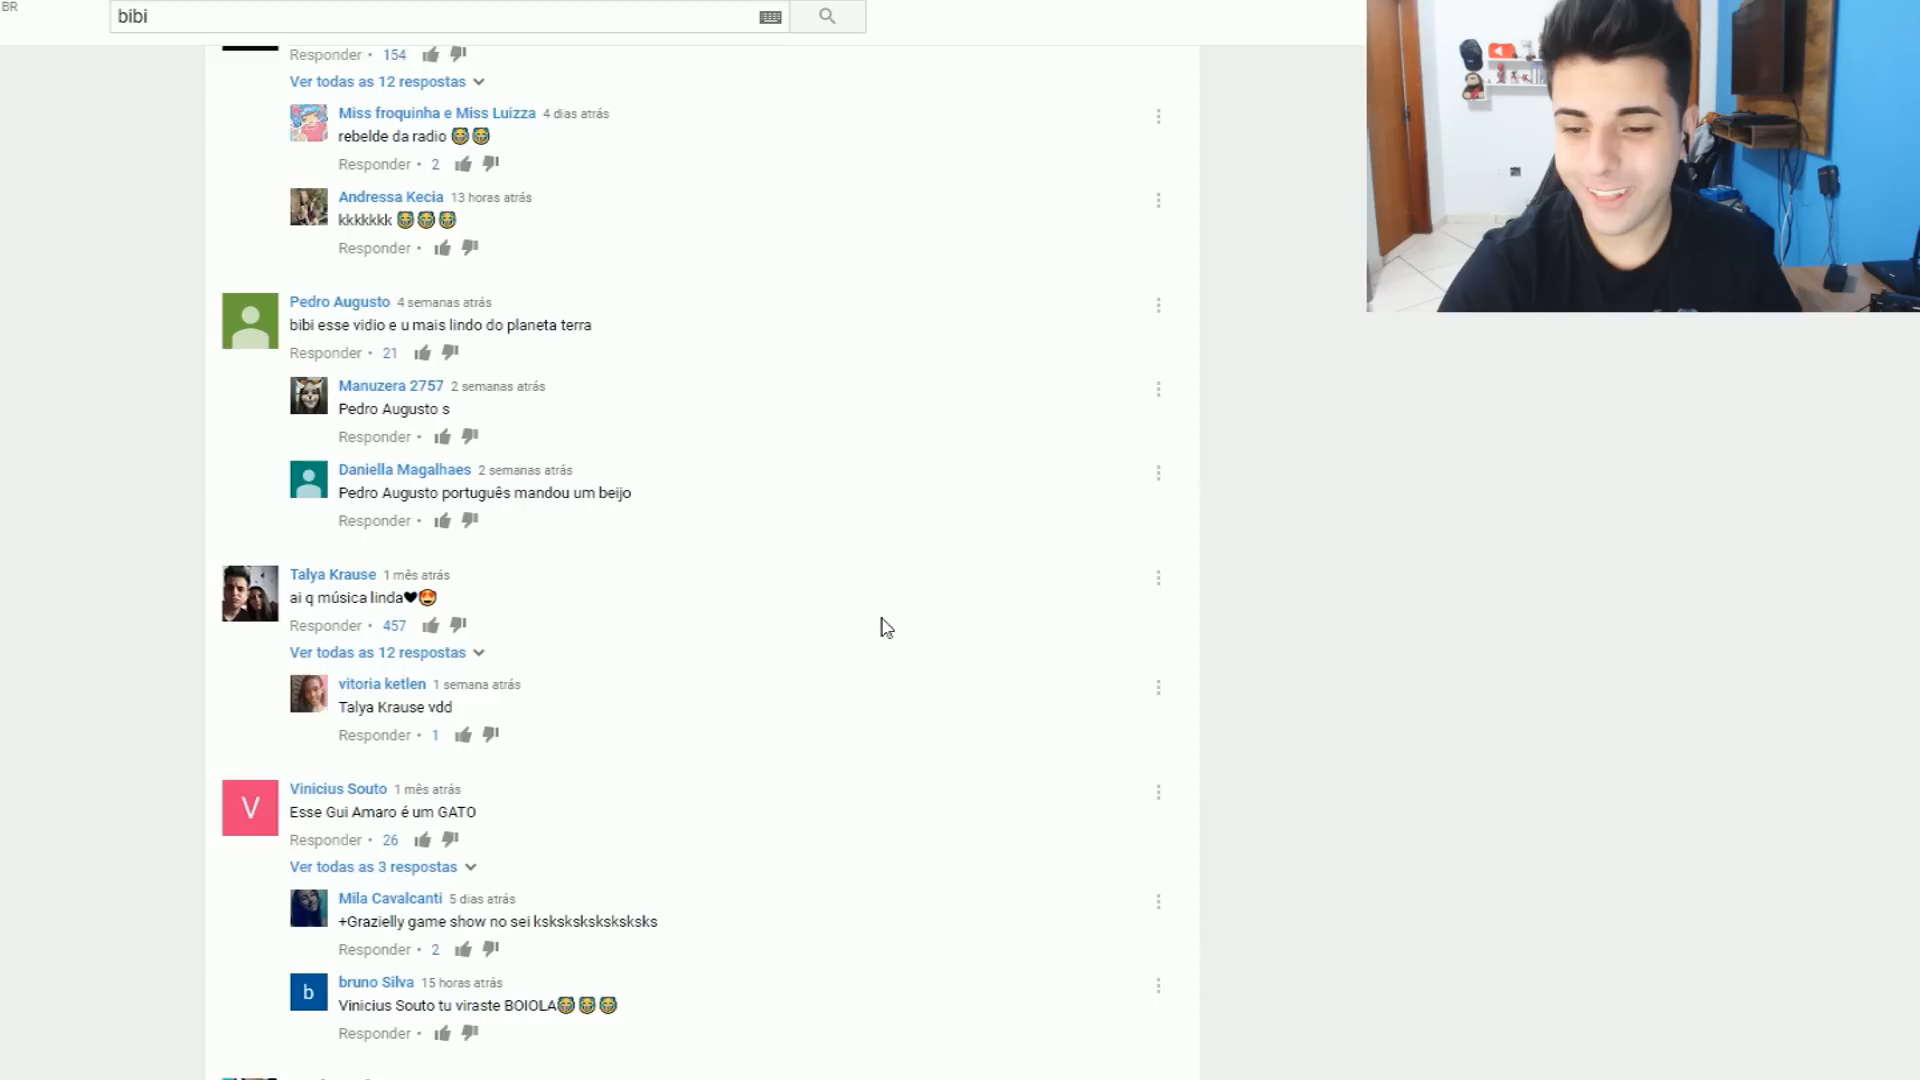 BR
bibi
Responder • 154
Ver todas as 12 respostas
Miss froquinha e Miss Luizza 4 dias atrás
rebelde da radio 😂😂
Responder • 2
Andressa Kecia 13 horas atrás
kkkkkkk 😂😂😂
Responder •
Pedro Augusto 4 semanas atrás
bibi esse vidio e u mais lindo do planeta terra
Responder • 21
Manuzera 2757 2 semanas atrás
Pedro Augusto s
Responder •
Daniella Magalhaes 2 semanas atrás
Pedro Augusto português mandou um beijo
Responder •
Talya Krause 1 mês atrás
ai q música linda♥😍
Responder • 457
Ver todas as 12 respostas
vitoria ketlen 1 semana atrás
Talya Krause vdd
Responder • 1
V
Vinicius Souto 1 mês atrás
Esse Gui Amaro é um GATO
Responder • 26
Ver todas as 3 respostas
Mila Cavalcanti 5 dias atrás
+Grazielly game show no sei ksksksksksksksks
Responder • 2
b
bruno Silva 15 horas atrás
Vinicius Souto tu viraste BOIOLA😂😂😂
Responder •